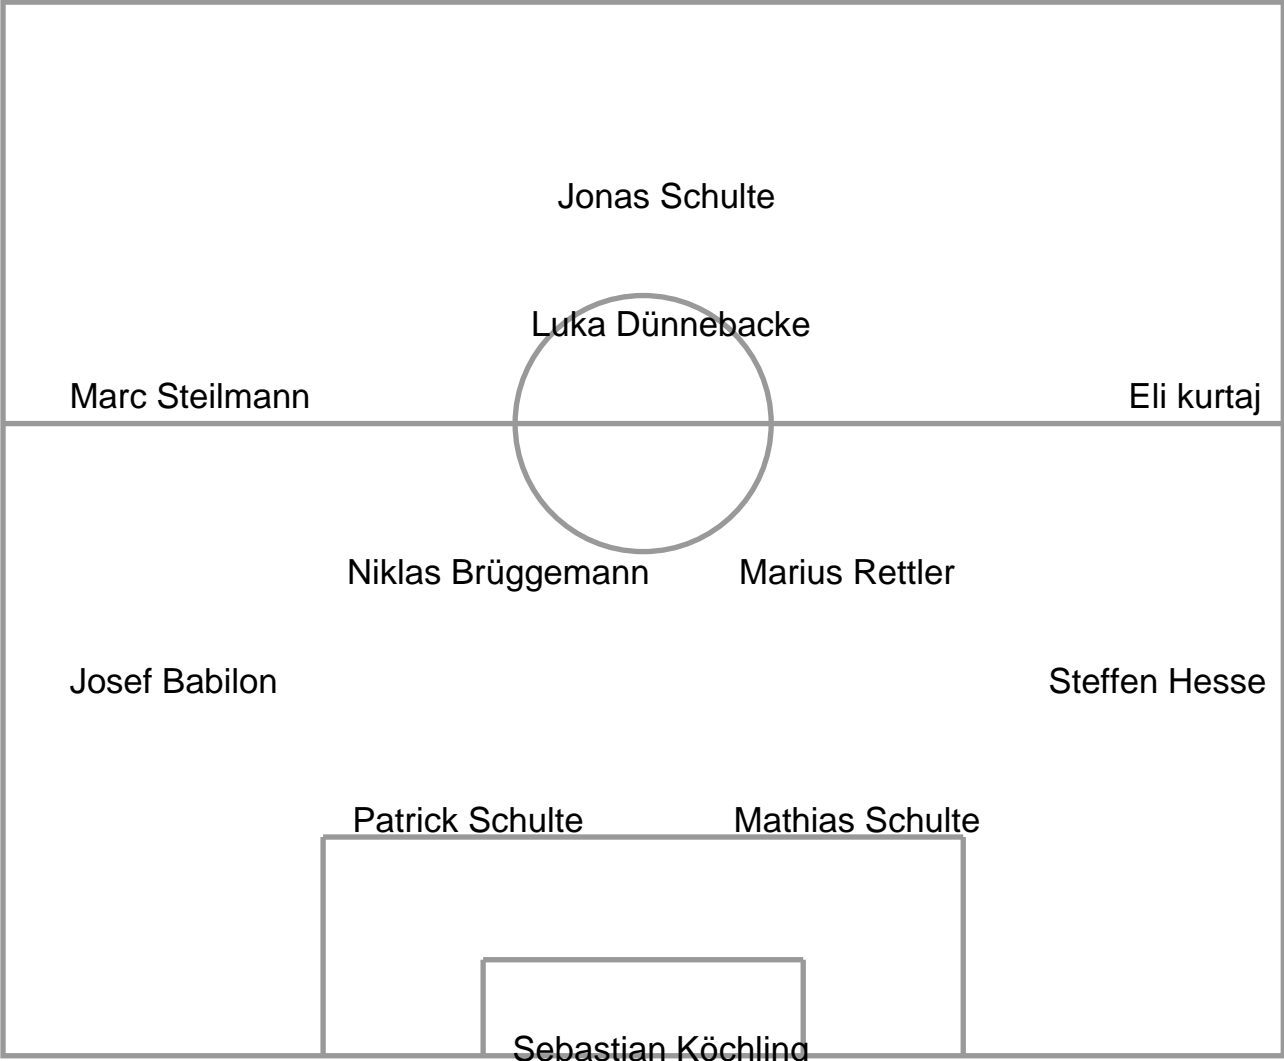 Jonas Schulte
Luka Dünnebacke
Marc Steilmann
Eli kurtaj
Niklas Brüggemann
Marius Rettler
Josef Babilon
Steffen Hesse
Patrick Schulte
Mathias Schulte
Sebastian Köchling